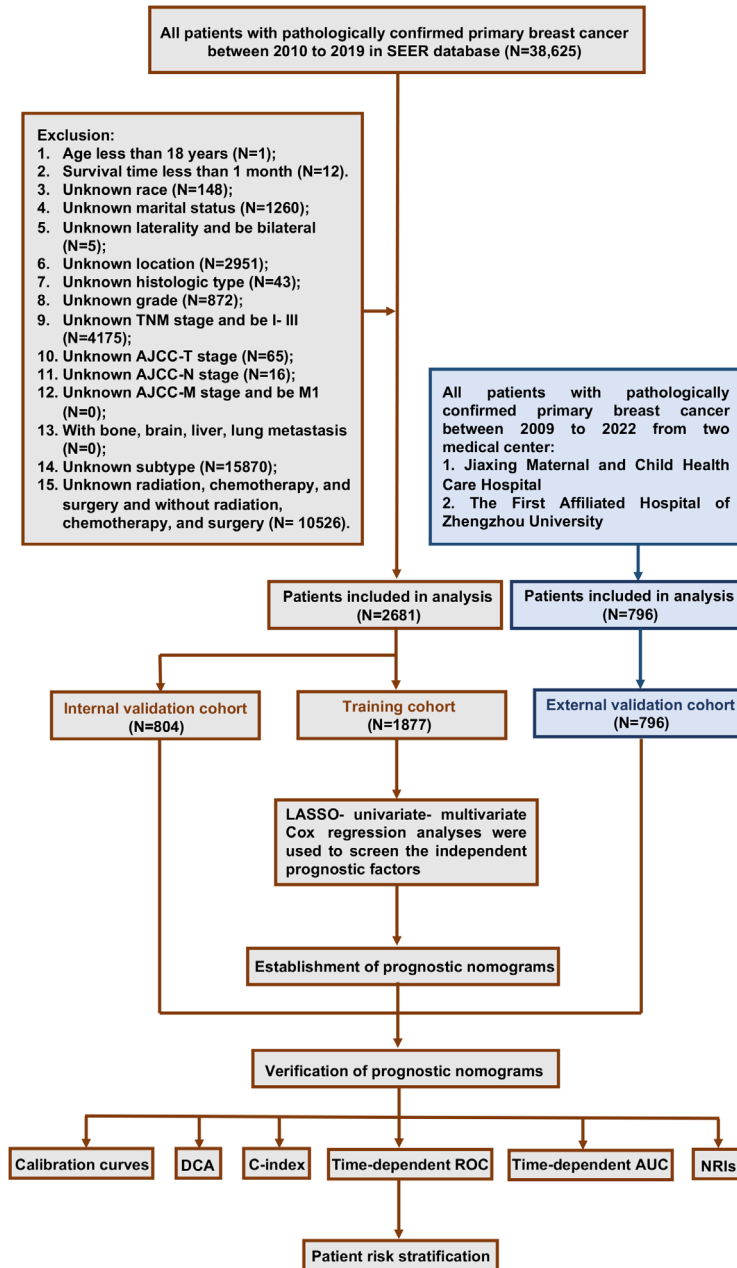 All patients with pathologically confirmed primary breast cancer
between 2010 to 2019 in SEER database (N=38,625)
Exclusion:
1. Age less than 18 years (N=1);
2. Survival time less than 1 month (N=12).
3. Unknown race (N=148);
4. Unknown marital status (N=1260);
5. Unknown laterality and be bilateral
(N=5);
6. Unknown location (N=2951);
7. Unknown histologic type (N=43);
8. Unknown grade (N=872);
9. Unknown TNM stage and be I- III
(N=4175);
10. Unknown AJCC-T stage (N=65);
11. Unknown AJCC-N stage (N=16);
12. Unknown AJCC-M stage and be M1
(N=0);
13. With bone, brain, liver, lung metastasis
(N=0);
14. Unknown subtype (N=15870);
15. Unknown radiation, chemotherapy, and
surgery and without radiation,
chemotherapy, and surgery (N= 10526).
All patients with pathologically
confirmed primary breast cancer
between 2009 to 2022 from two
medical center:
1. Jiaxing Maternal and Child Health
Care Hospital
2. The First Affiliated Hospital of
Zhengzhou University
Patients included in analysis
(N=2681)
Patients included in analysis
(N=796)
Internal validation cohort
(N=804)
Training cohort
(N=1877)
External validation cohort
(N=796)
LASSO- univariate- multivariate
Cox regression analyses were
used to screen the independent
prognostic factors
Establishment of prognostic nomograms
Verification of prognostic nomograms
Calibration curves
DCA
C-index
Time-dependent ROC
Time-dependent AUC
NRIs
Patient risk stratification